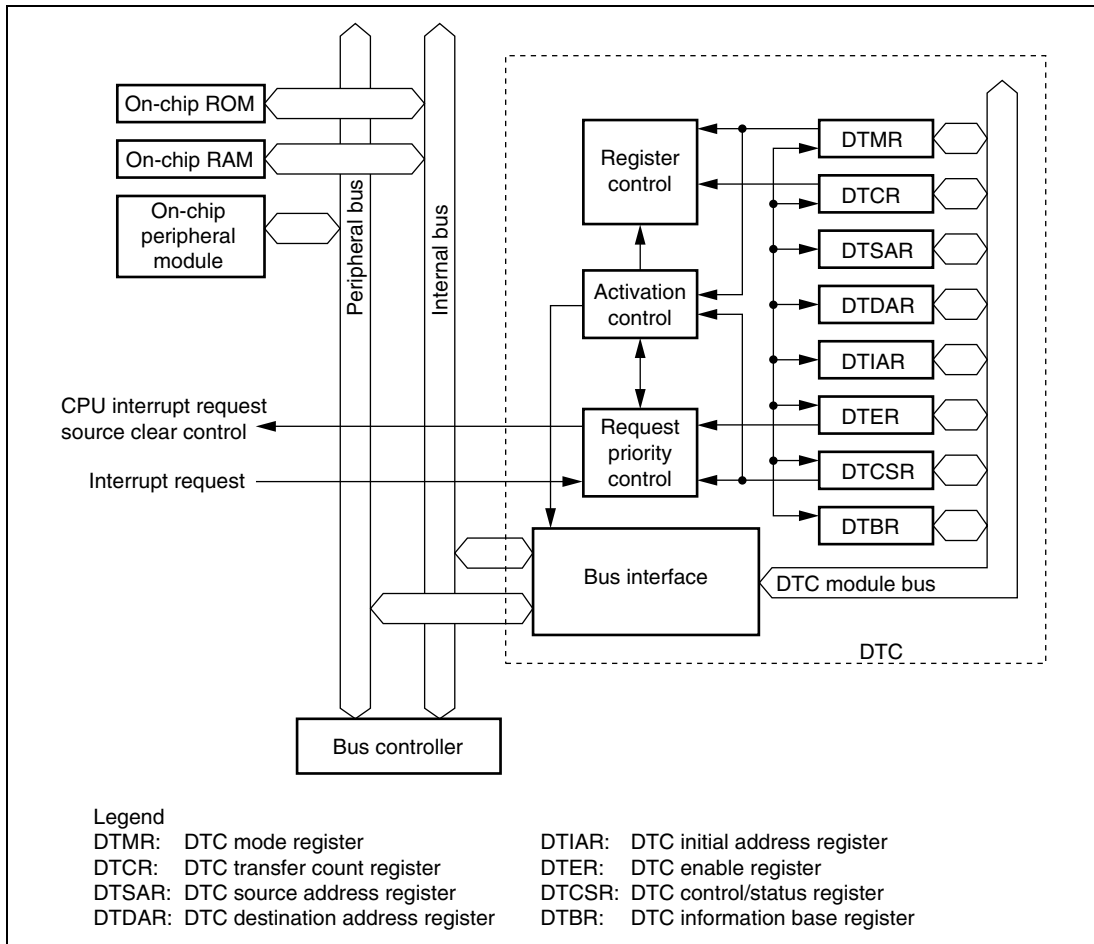 On-chip ROM
On-chip RAM
On-chip
peripheral
module
Peripheral bus
Internal bus
CPU interrupt request
source clear control
Interrupt request
Register
control
Activation
control
Request
priority
control
Bus interface
DTMR
DTCR
DTSAR
DTDAR
DTIAR
DTER
DTCSR
DTBR
DTC module bus
DTC
Bus controller
Legend
DTMR: DTC mode register
DTCR: DTC transfer count register
DTSAR: DTC source address register
DTDAR: DTC destination address register
DTIAR: DTC initial address register
DTER: DTC enable register
DTCSR: DTC control/status register
DTBR: DTC information base register